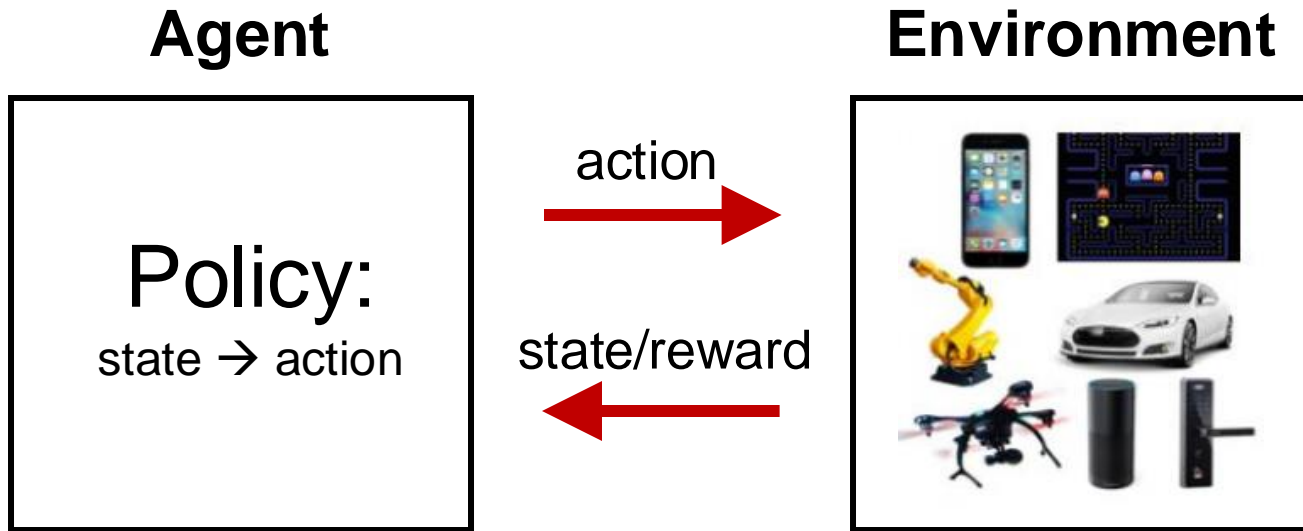 Agent
Environment
Policy:
state → action
action
state/reward